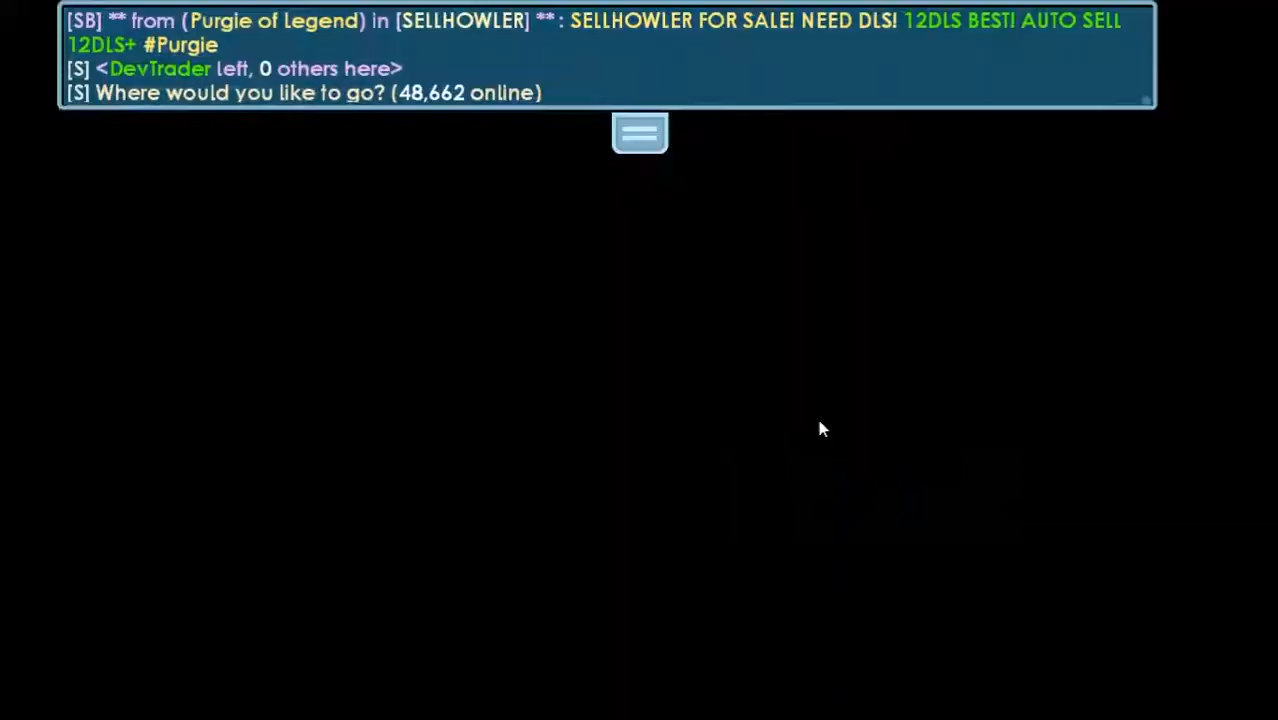 [SB] ** from (Purgie of Legend) in [SELLHOWLER] ** : SELLHOWLER FOR SALE! NEED DLS! 12DLS BEST! AUTO SELL
12DLS+ #Purgie
[S] <DevTrader left, 0 others here>
[S] Where would you like to go? (48,662 online)